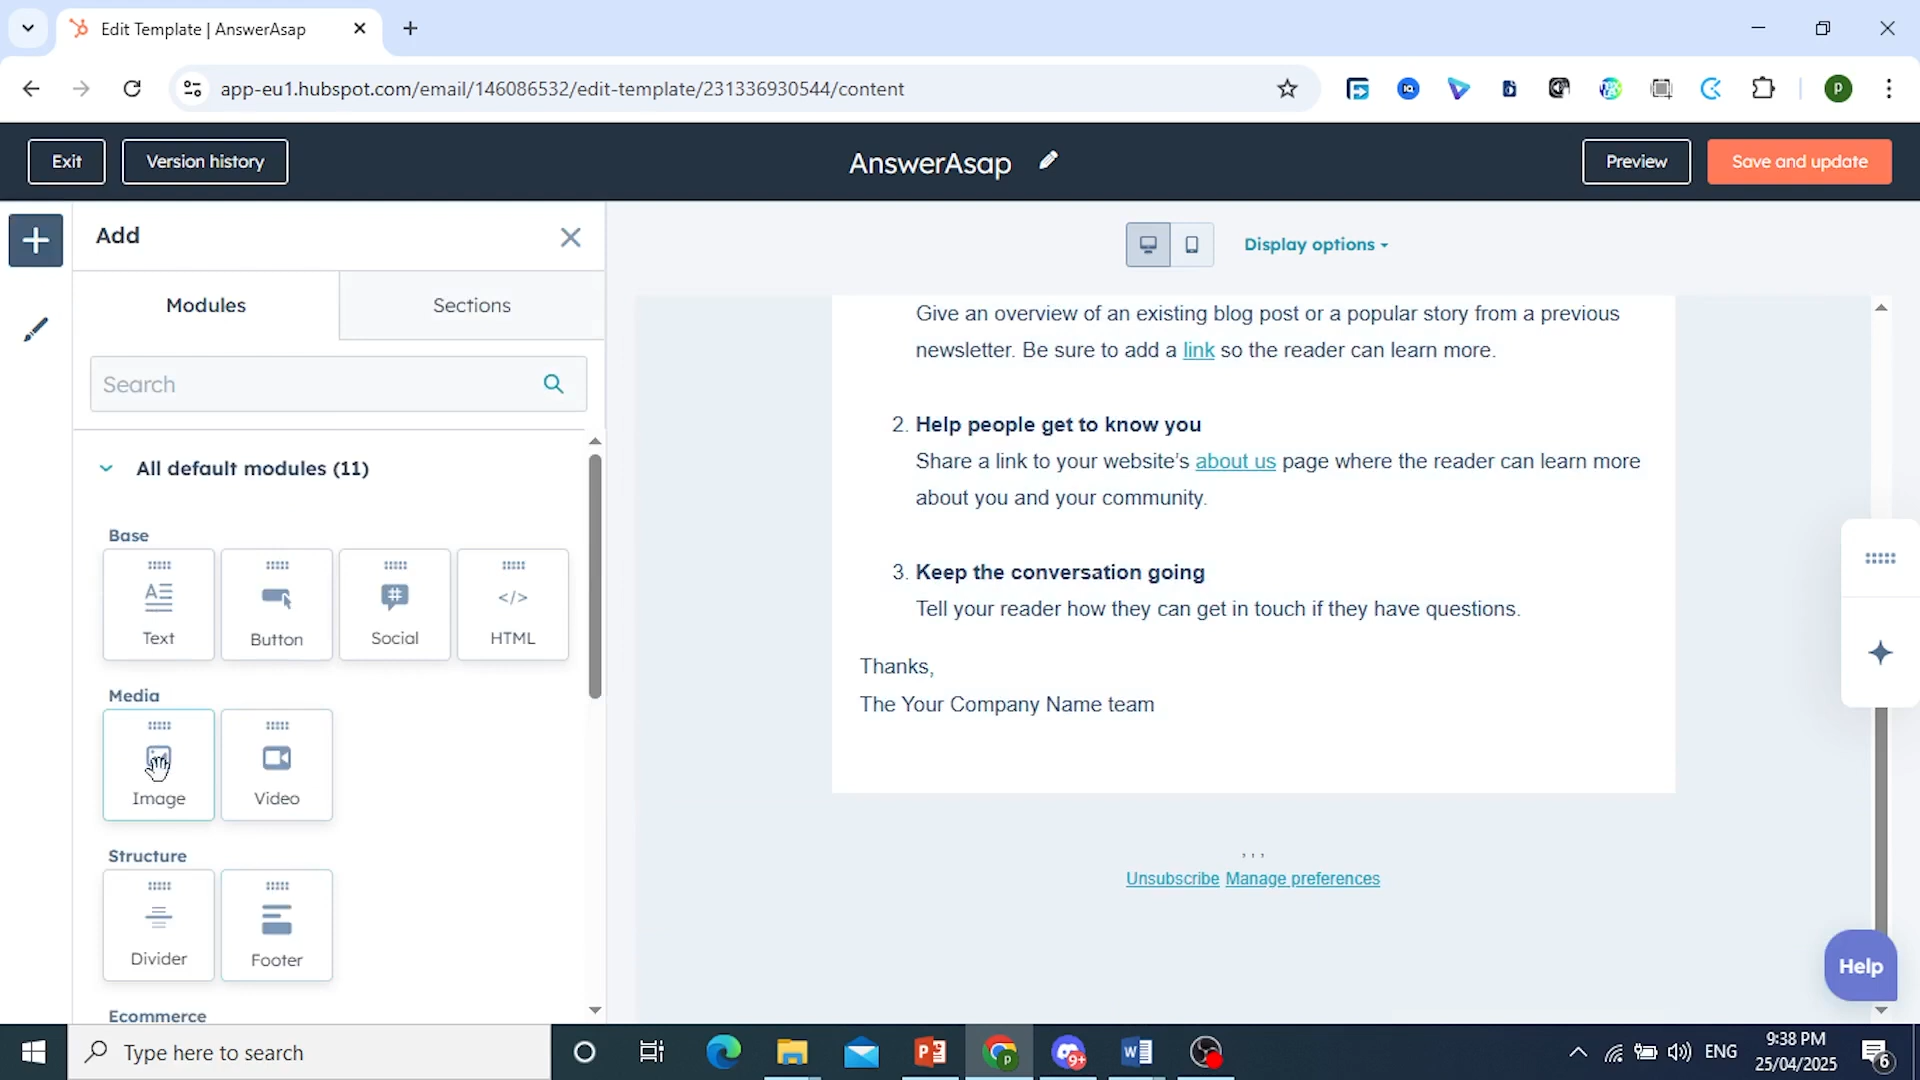 Edit Template | AnswerAsap
app-eu1.hubspot.com/email/146086532/edit-template/231336930544/content
P
Exit
Version history
AnswerAsap
Preview
Save and update
Add
Modules
Sections
Search
All default modules (11)
Base
Text
Button
Social
HTML
Media
Image
Video
Structure
Divider
Footer
Ecommerce
Display options
Give an overview of an existing blog post or a popular story from a previous
newsletter. Be sure to add a link so the reader can learn more.
2. Help people get to know you
Share a link to your website's about us page where the reader can learn more
about you and your community.
3. Keep the conversation going
Tell your reader how they can get in touch if they have questions.
Thanks,
The Your Company Name team
, , ,
Unsubscribe Manage preferences
Help
Type here to search
9+
ENG
9:38 PM
25/04/2025
6